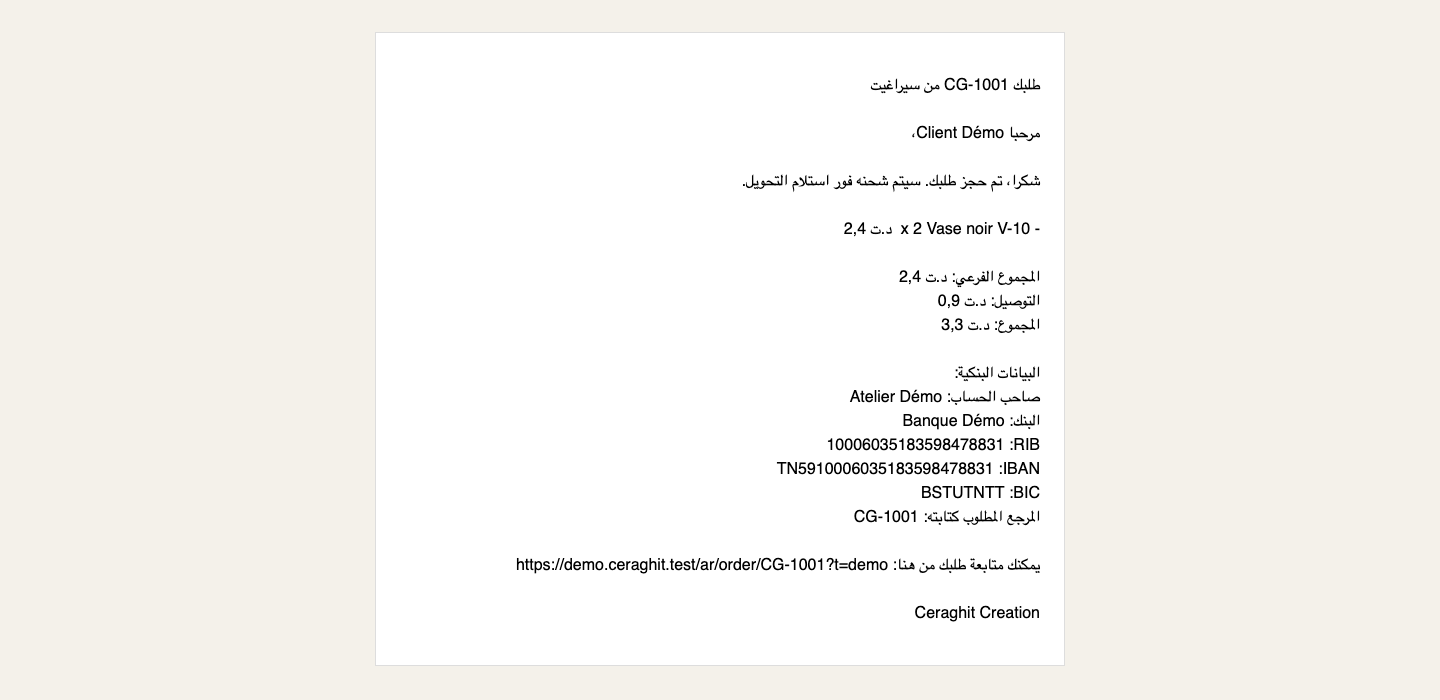 طلبك CG-1001 من سيراغيت
مرحبا Client Démo،
شكرا، تم حجز طلبك. سيتم شحنه فور استلام التحويل.
- Vase noir V-10 x 2 د.ت 2,4
المجموع الفرعي: د.ت 2,4
التوصيل: د.ت 0,9
المجموع: د.ت 3,3
البيانات البنكية:
صاحب الحساب: Atelier Démo
البنك: Banque Démo
RIB: 10006035183598478831
IBAN: TN5910006035183598478831
BIC: BSTUTNTT
المرجع المطلوب كتابته: CG-1001
يمكنك متابعة طلبك من هنا: https://demo.ceraghit.test/ar/order/CG-1001?t=demo
Ceraghit Creation